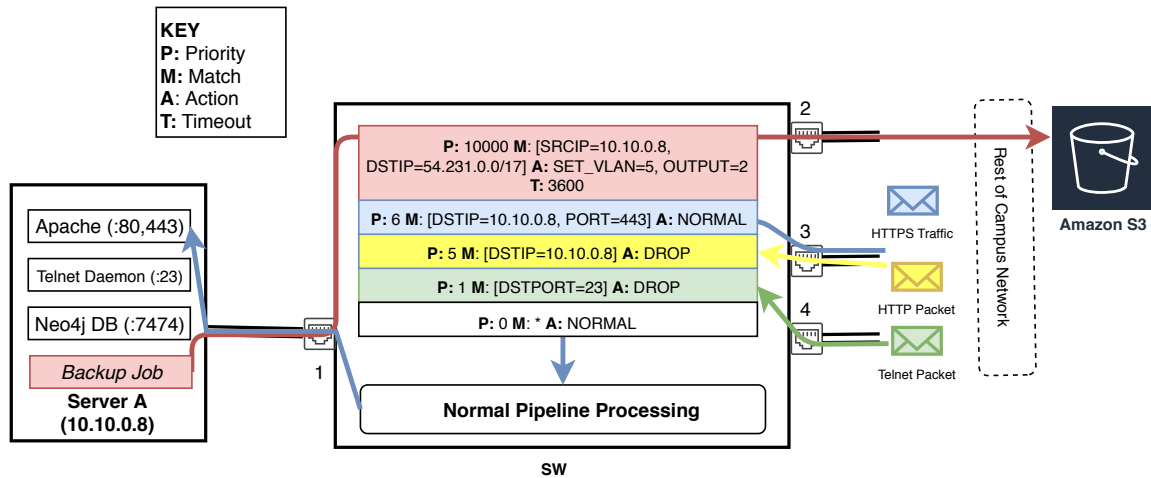 KEY
P: Priority
M: Match
A: Action
T: Timeout
P: 10000 M: [SRCIP=10.10.0.8,
DSTIP=54.231.0.0/17] A: SET_VLAN=5, OUTPUT=2
T: 3600
P: 6 M: [DSTIP=10.10.0.8, PORT=443] A: NORMAL
P: 5 M: [DSTIP=10.10.0.8] A: DROP
P: 1 M: [DSTPORT=23] A: DROP
P: 0 M: * A: NORMAL
Normal Pipeline Processing
SW
Apache (:80,443)
Telnet Daemon (:23)
Neo4j DB (:7474)
Backup Job
Server A
(10.10.0.8)
1
2
3
4
HTTPS Traffic
HTTP Packet
Telnet Packet
Rest of Campus Network
Amazon S3